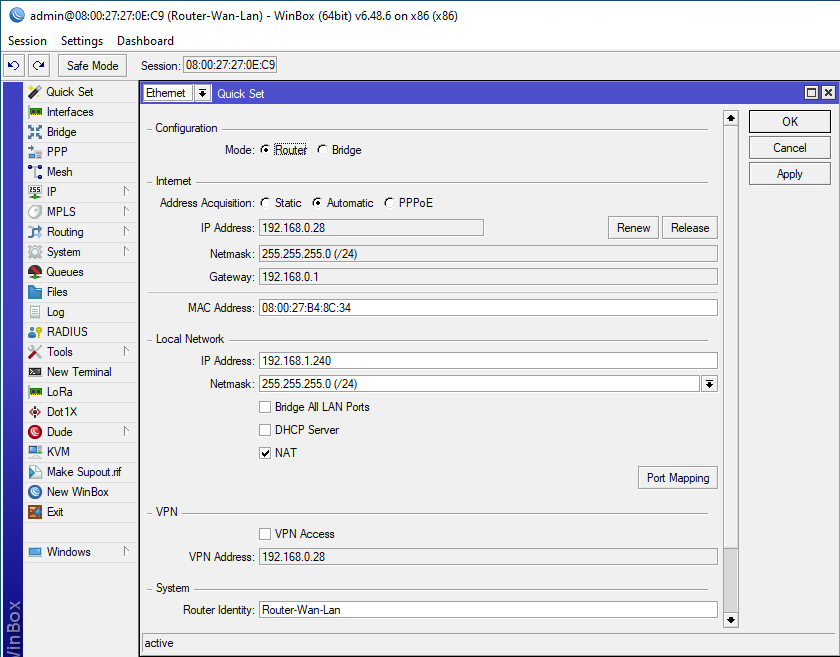 admin@08:00:27:27:0E:C9 (Router-Wan-Lan) - WinBox (64bit) v6.48.6 on x86 (x86)
Session Settings Dashboard
Safe Mode Session: 08:00:27:27:0E:C9
Quick Set
Interfaces
Bridge
PPP
Mesh
IP
MPLS
Routing
System
Queues
Files
Log
RADIUS
Tools
New Terminal
LoRa
Dot1X
Dude
KVM
Make Supout.rif
New WinBox
Exit
Windows
WinBox
Ethernet Quick Set
Configuration
Mode: Router Bridge
Internet
Address Acquisition: Static Automatic PPPoE
IP Address: 192.168.0.28 Renew Release
Netmask: 255.255.255.0 (/24)
Gateway: 192.168.0.1
MAC Address: 08:00:27:B4:8C:34
Local Network
IP Address: 192.168.1.240
Netmask: 255.255.255.0 (/24)
Bridge All LAN Ports
DHCP Server
NAT
Port Mapping
VPN
VPN Access
VPN Address: 192.168.0.28
System
Router Identity: Router-Wan-Lan
OK
Cancel
Apply
active